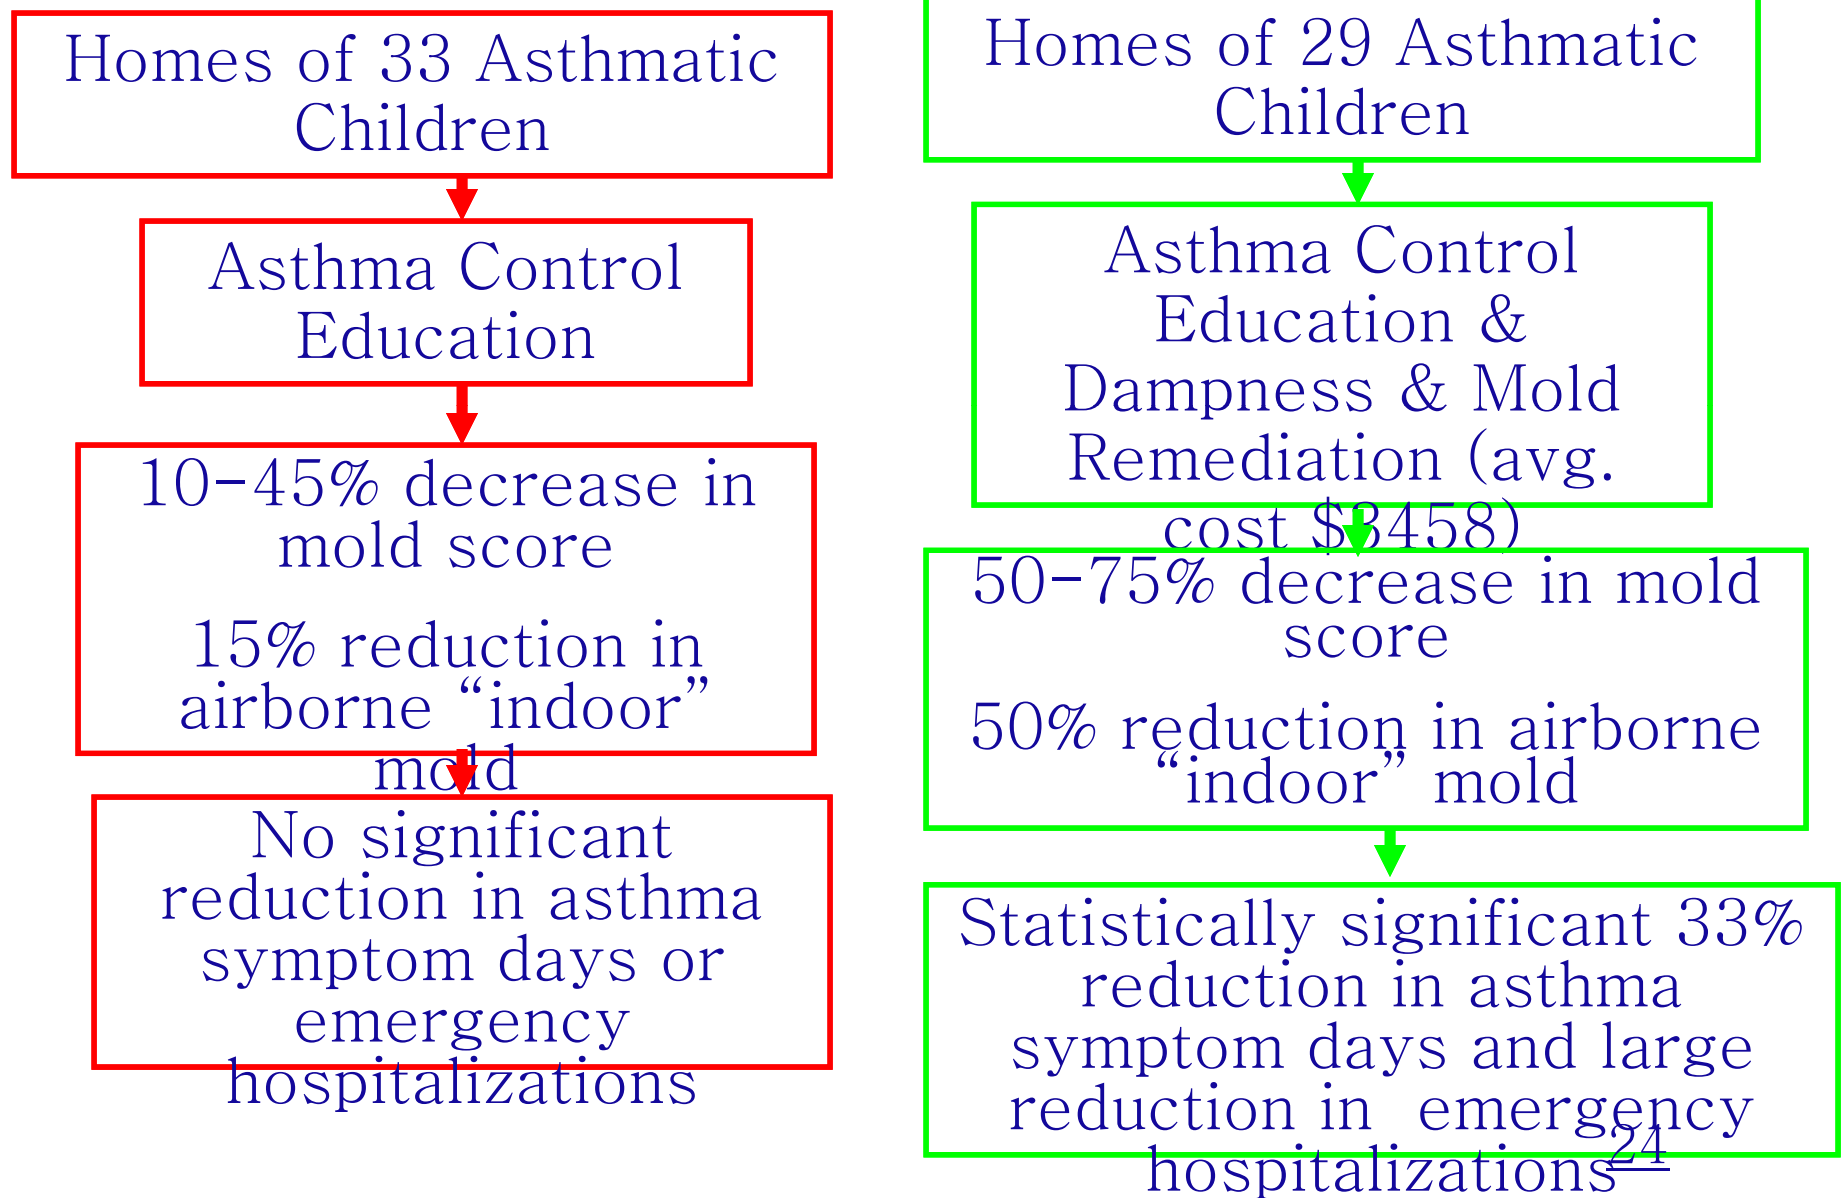 Homes of 33 Asthmatic
Children
Asthma Control
Education
10-45% decrease in
mold score
15% reduction in
airborne “indoor”
mold
No significant
reduction in asthma
symptom days or
emergency
hospitalizations
Homes of 29 Asthmatic
Children
Asthma Control
Education &
Dampness & Mold
Remediation (avg.
cost $3458)
50-75% decrease in mold
score
50% reduction in airborne
“indoor” mold
Statistically significant 33%
reduction in asthma
symptom days and large
reduction in emergency
hospitalizations
24